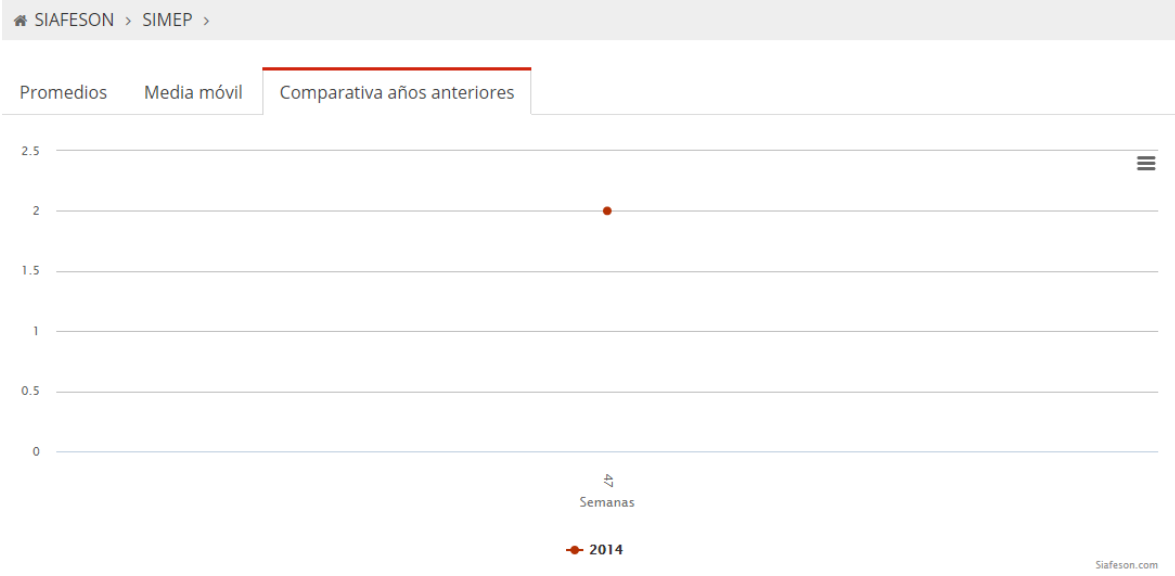 SIAFESON > SIMEP >
Promedios Media móvil Comparativa años anteriores
2.5
2
1.5
1
0.5
0
47
Semanas
2014
Siafeson.com